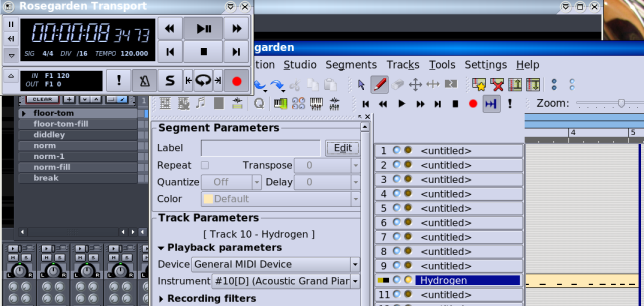 Rosegarden Transport
00:00:08 3473
SIG 4/4 DIV /16 TEMPO 120.000
IN F1 120
OUT F1 0
S
garden
tion Studio Segments Tracks Tools Settings Help
Zoom:
CLEAR
floor-tom
floor-tom-fill
diddley
norm
norm-1
norm-fill
break
Segment Parameters
Label Edit
Repeat Transpose 0
Quantize Off Delay 0
Color Default
Track Parameters
[ Track 10 - Hydrogen ]
Playback parameters
Device General MIDI Device
Instrument #10[D] (Acoustic Grand Pian
Recording filters
4 5
1 <untitled>
2 <untitled>
3 <untitled>
4 <untitled>
5 <untitled>
6 <untitled>
7 <untitled>
8 <untitled>
9 <untitled>
Hydrogen
11 <untitled>